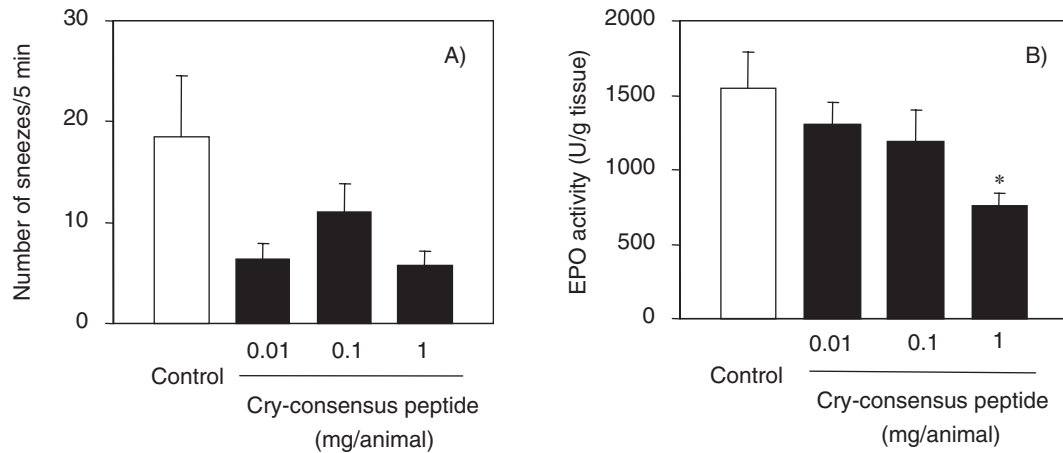 A)
Number of sneezes/5 min
30
20
10
0
0.01 0.1 1
Control
Cry-consensus peptide
(mg/animal)
B)
EPO activity (U/g tissue)
2000
1500
1000
500
0
*
0.01 0.1 1
Control
Cry-consensus peptide
(mg/animal)